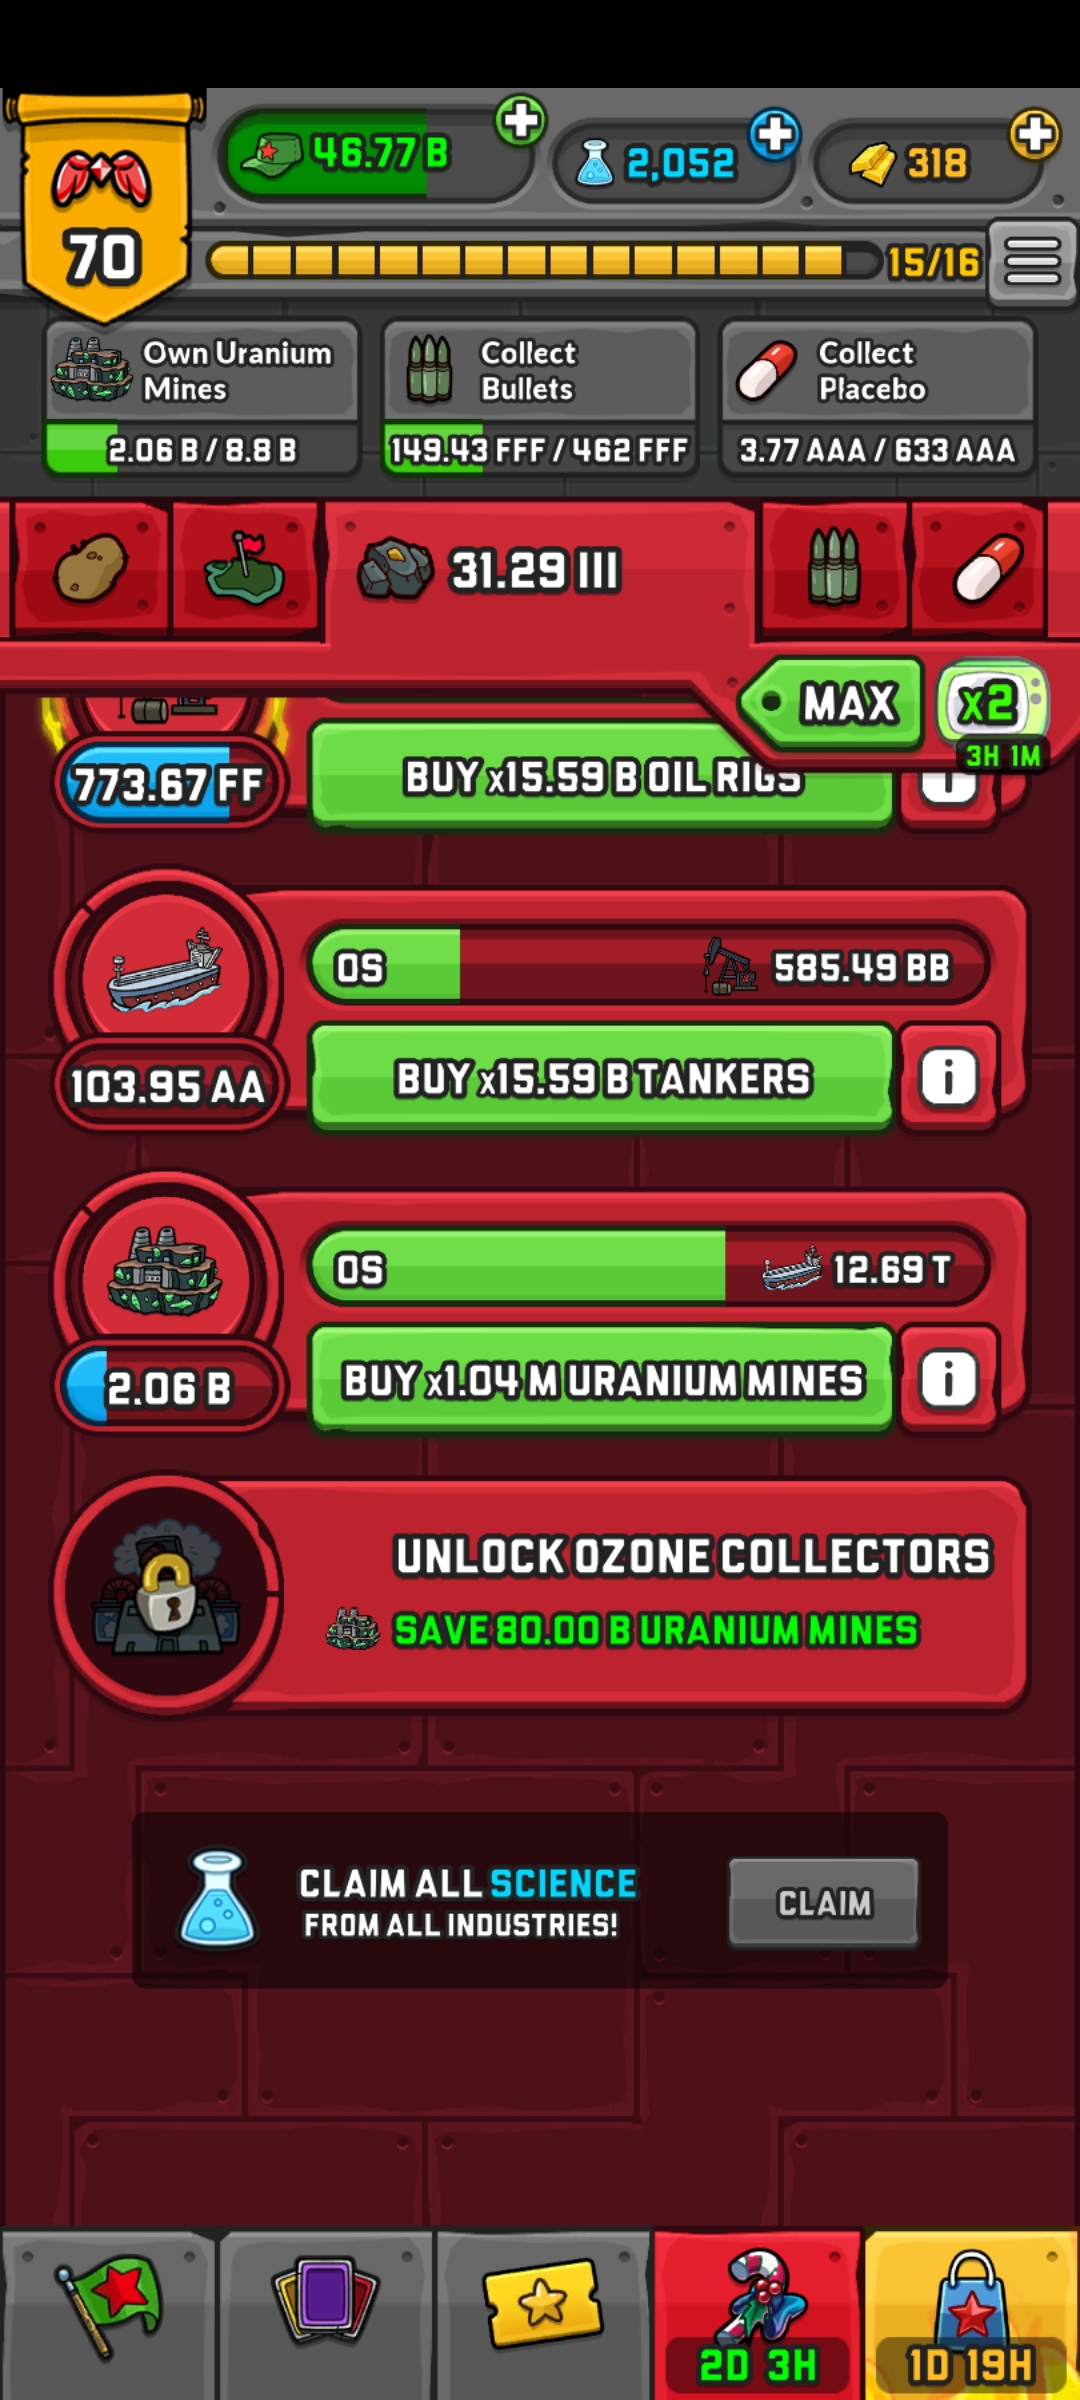 46.77 B
2,052
318
70
15/16
Own Uranium
Mines
2.06 B / 8.8 B
Collect
Bullets
149.43 FFF / 462 FFF
Collect
Placebo
3.77 AAA / 633 AAA
31.29 III
MAX
x2
3H 1M
773.67 FF
BUY x15.59 B OIL RIGS
i
0S
585.49 BB
103.95 AA
BUY x15.59 B TANKERS
i
0S
12.69 T
2.06 B
BUY x1.04 M URANIUM MINES
i
UNLOCK OZONE COLLECTORS
SAVE 80.00 B URANIUM MINES
CLAIM ALL SCIENCE
FROM ALL INDUSTRIES!
CLAIM
2D 3H
1D 19H